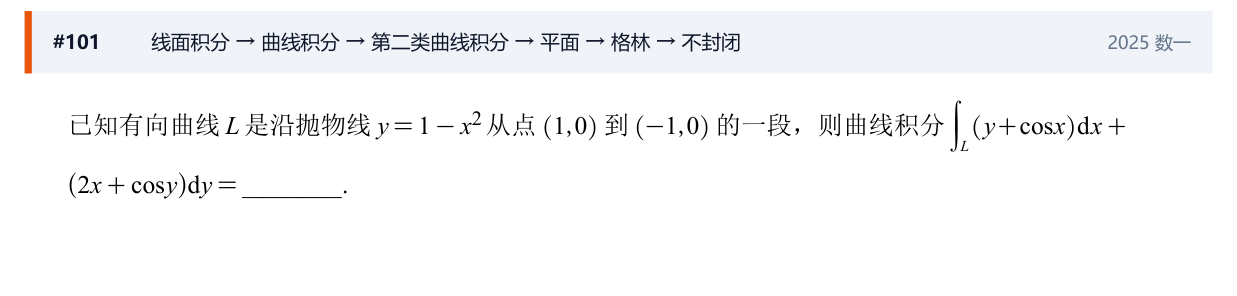 #101 线面积分 → 曲线积分 → 第二类曲线积分 → 平面 → 格林 → 不封闭 2025 数一
已知有向曲线 L 是沿抛物线 y=1−x² 从点 (1,0) 到 (−1,0) 的一段，则曲线积分∫_L(y+cosx)dx+
(2x+cosy)dy=________.